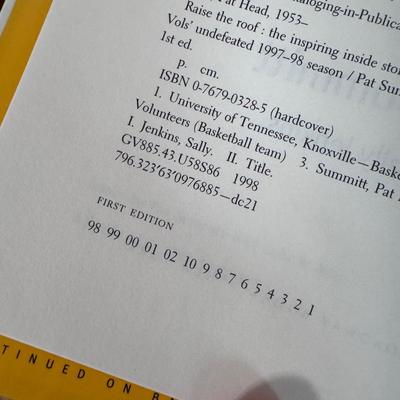 at Head, 1953–
Raise the roof : the inspiring inside
Vols' undefeated 1997–98 season / Pat
1st ed.
p. cm.
ISBN 0-7679-0328-5 (hardcover)
1. University of Tennessee, Knoxville—
Volunteers (Basketball team) 3. Summitt, Pat
I. Jenkins, Sally. II. Title.
GV885.43.U58S86 1998
796.323'63'0976885—dc21
FIRST EDITION
98 99 00 01 02 10 9 8 7 6 5 4 3 2 1
TINUED ON